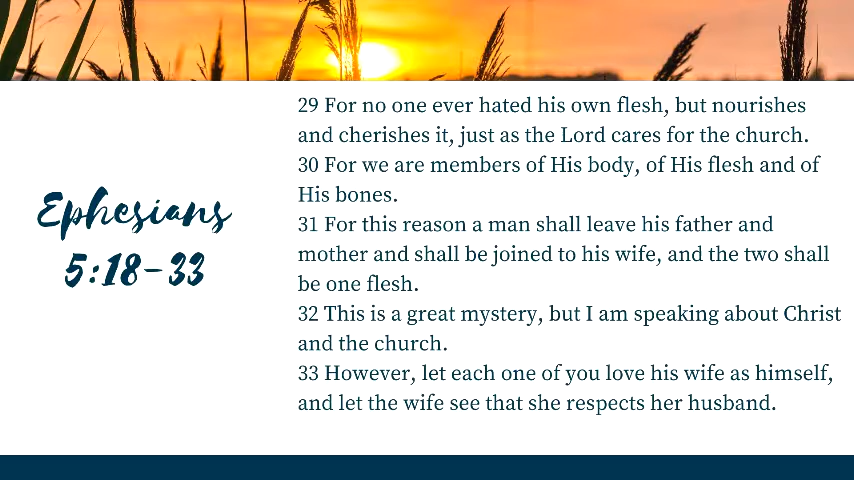 Ephesians
5:18-33
29 For no one ever hated his own flesh, but nourishes
and cherishes it, just as the Lord cares for the church.
30 For we are members of His body, of His flesh and of
His bones.
31 For this reason a man shall leave his father and
mother and shall be joined to his wife, and the two shall
be one flesh.
32 This is a great mystery, but I am speaking about Christ
and the church.
33 However, let each one of you love his wife as himself,
and let the wife see that she respects her husband.